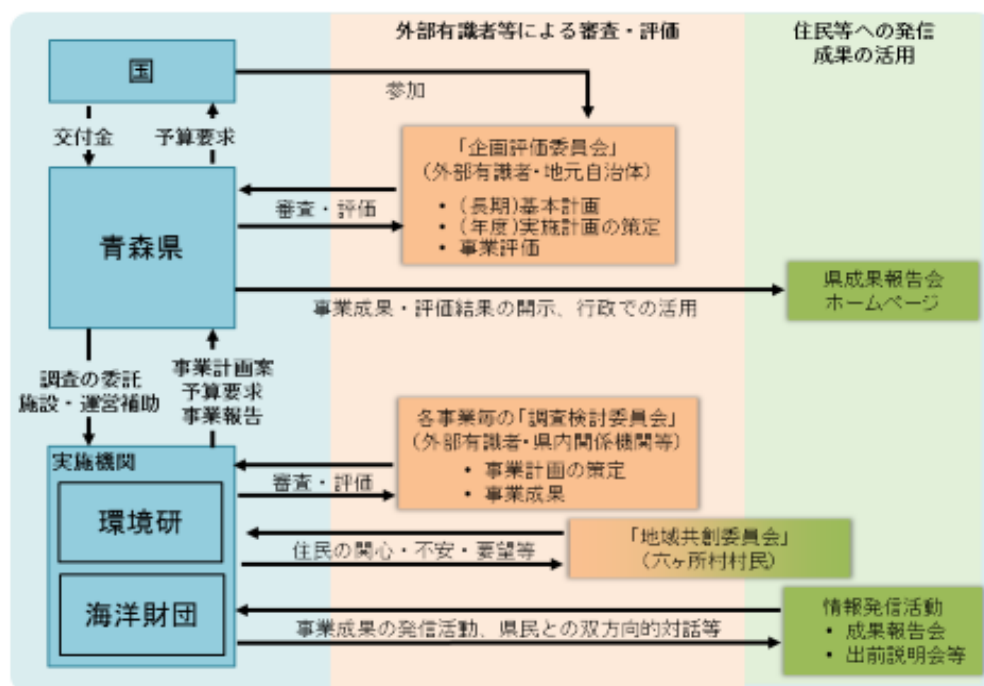 外部有識者等による審査・評価
住民等への発信
成果の活用
国
参加
交付金
予算要求
「企画評価委員会」
(外部有識者・地元自治体)
・(長期)基本計画
・(年度)実施計画の策定
・事業評価
審査・評価
青森県
県成果報告会
ホームページ
事業成果・評価結果の開示、行政での活用
調査の委託
施設・運営補助
事業計画案
予算要求
事業報告
各事業毎の「調査検討委員会」
(外部有識者・県内関係機関等)
・事業計画の策定
・事業成果
実施機関
審査・評価
環境研
「地域共創委員会」
(六ヶ所村村民)
住民の関心・不安・要望等
海洋財団
情報発信活動
・成果報告会
・出前説明会等
事業成果の発信活動、県民との双方向的対話等